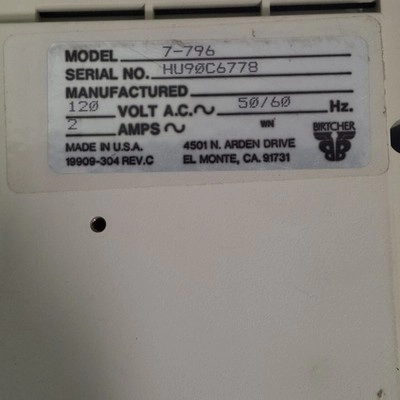 MODEL 7-796
SERIAL NO. HU90C6778
MANUFACTURED
120 VOLT A.C.~ 50/60 Hz.
2 AMPS~ WN
MADE IN U.S.A. 4501 N. ARDEN DRIVE BIRTCHER
19909-304 REV.C EL MONTE, CA. 91731